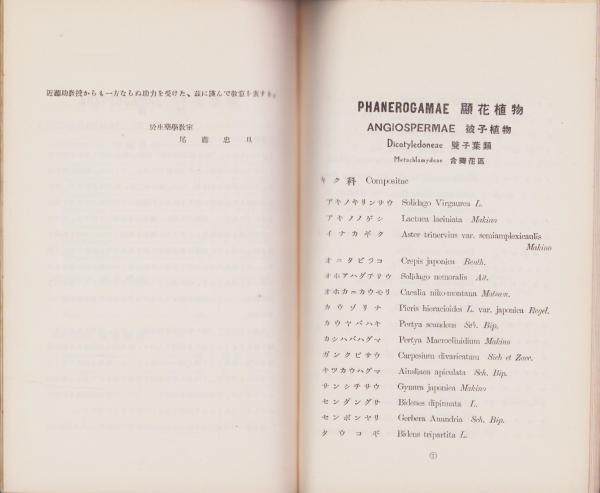 近藤助教授からも一方ならぬ助力を受けた、茲に謹んで敬意を表する。
於生藥學教室
尾崎忠旦
PHANEROGAMAE 顯花植物
ANGIOSPERMAE 被子植物
Dicotyledoneae 雙子葉類
Metachlamydeae 合瓣花區
キク科 Compositae
アキノキリンサウ Solidago Virgaurea L.
アキノノゲシ Lactuca laciniata Makino
イナカギク Aster trinervius var. semiamplexicaulis
Makino
オニタビラコ Crepis japonica Benth.
オホアハダチサウ Solidago nemoralis Ait.
オホカニカウモリ Cacalia niko-montana Matsum.
カウゾリナ Picris hieracioides L. var. japonica Regel.
カウヤバハキ Pertya scandens Sch. Bip.
カシハバハグマ Pertya Macroclinidium Makino
ガンクビサウ Carpesium divaricatum Sieb et Zucc.
キツカウハグマ Ainsliaea apiculata Sch. Bip.
サンシチサウ Gynura japonica Makino
センダングサ Bidenes bipinnata L.
センボンヤリ Gerbera Anandria Sch. Bip.
タウコギ Bidens tripartita L.